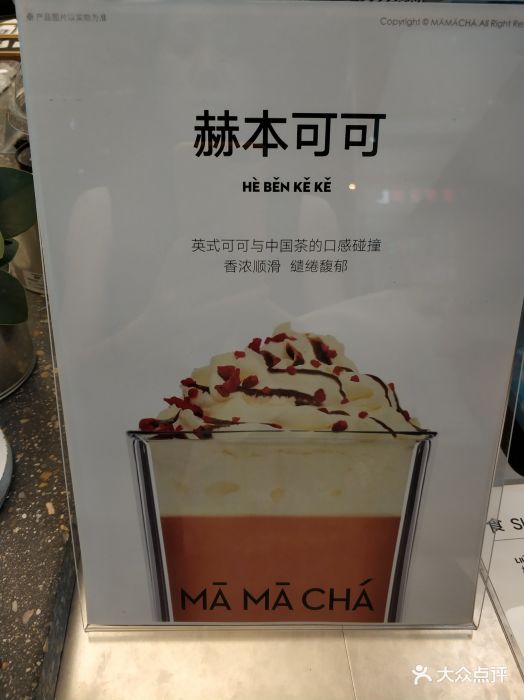 ※ 产品图片以实物为准
Copyright © MĀMĀCHÁ.All Right Re
赫本可可
HÈ BĚN KĚ KĚ
英式可可与中国茶的口感碰撞
香浓顺滑 缱绻馥郁
MĀ MĀ CHÁ
食 S
大众点评